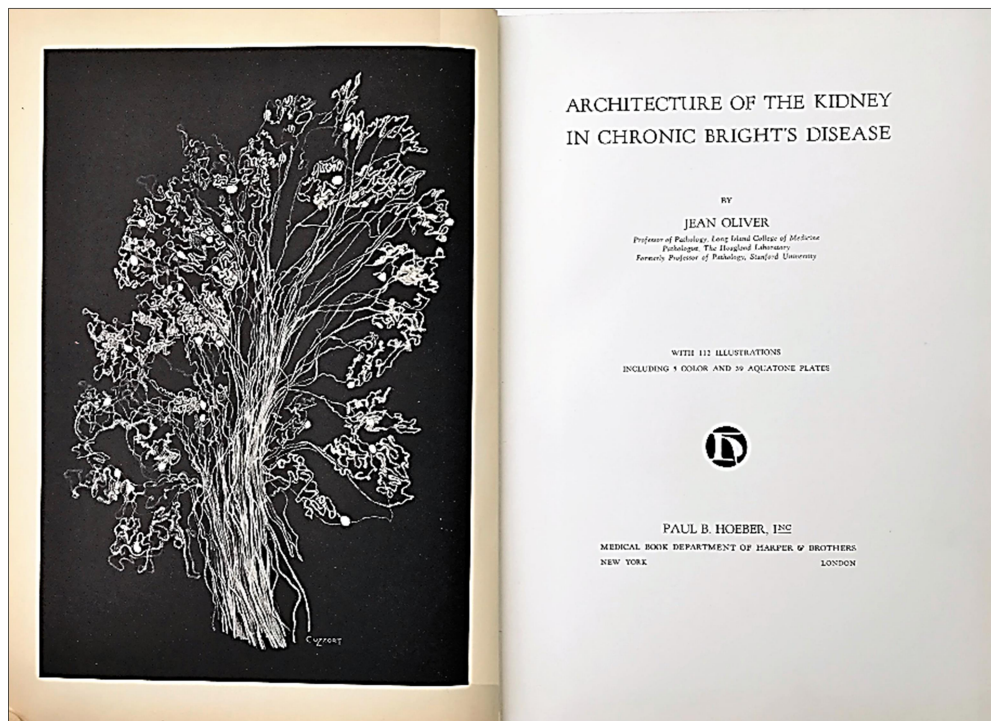 CUZZORT
ARCHITECTURE OF THE KIDNEY
IN CHRONIC BRIGHT'S DISEASE
BY
JEAN OLIVER
Professor of Pathology, Long Island College of Medicine
Pathologist, The Hoagland Laboratory
Formerly Professor of Pathology, Stanford University
WITH 112 ILLUSTRATIONS
INCLUDING 5 COLOR AND 39 AQUATONE PLATES
PAUL B. HOEBER, INC
MEDICAL BOOK DEPARTMENT OF HARPER & BROTHERS
NEW YORK LONDON